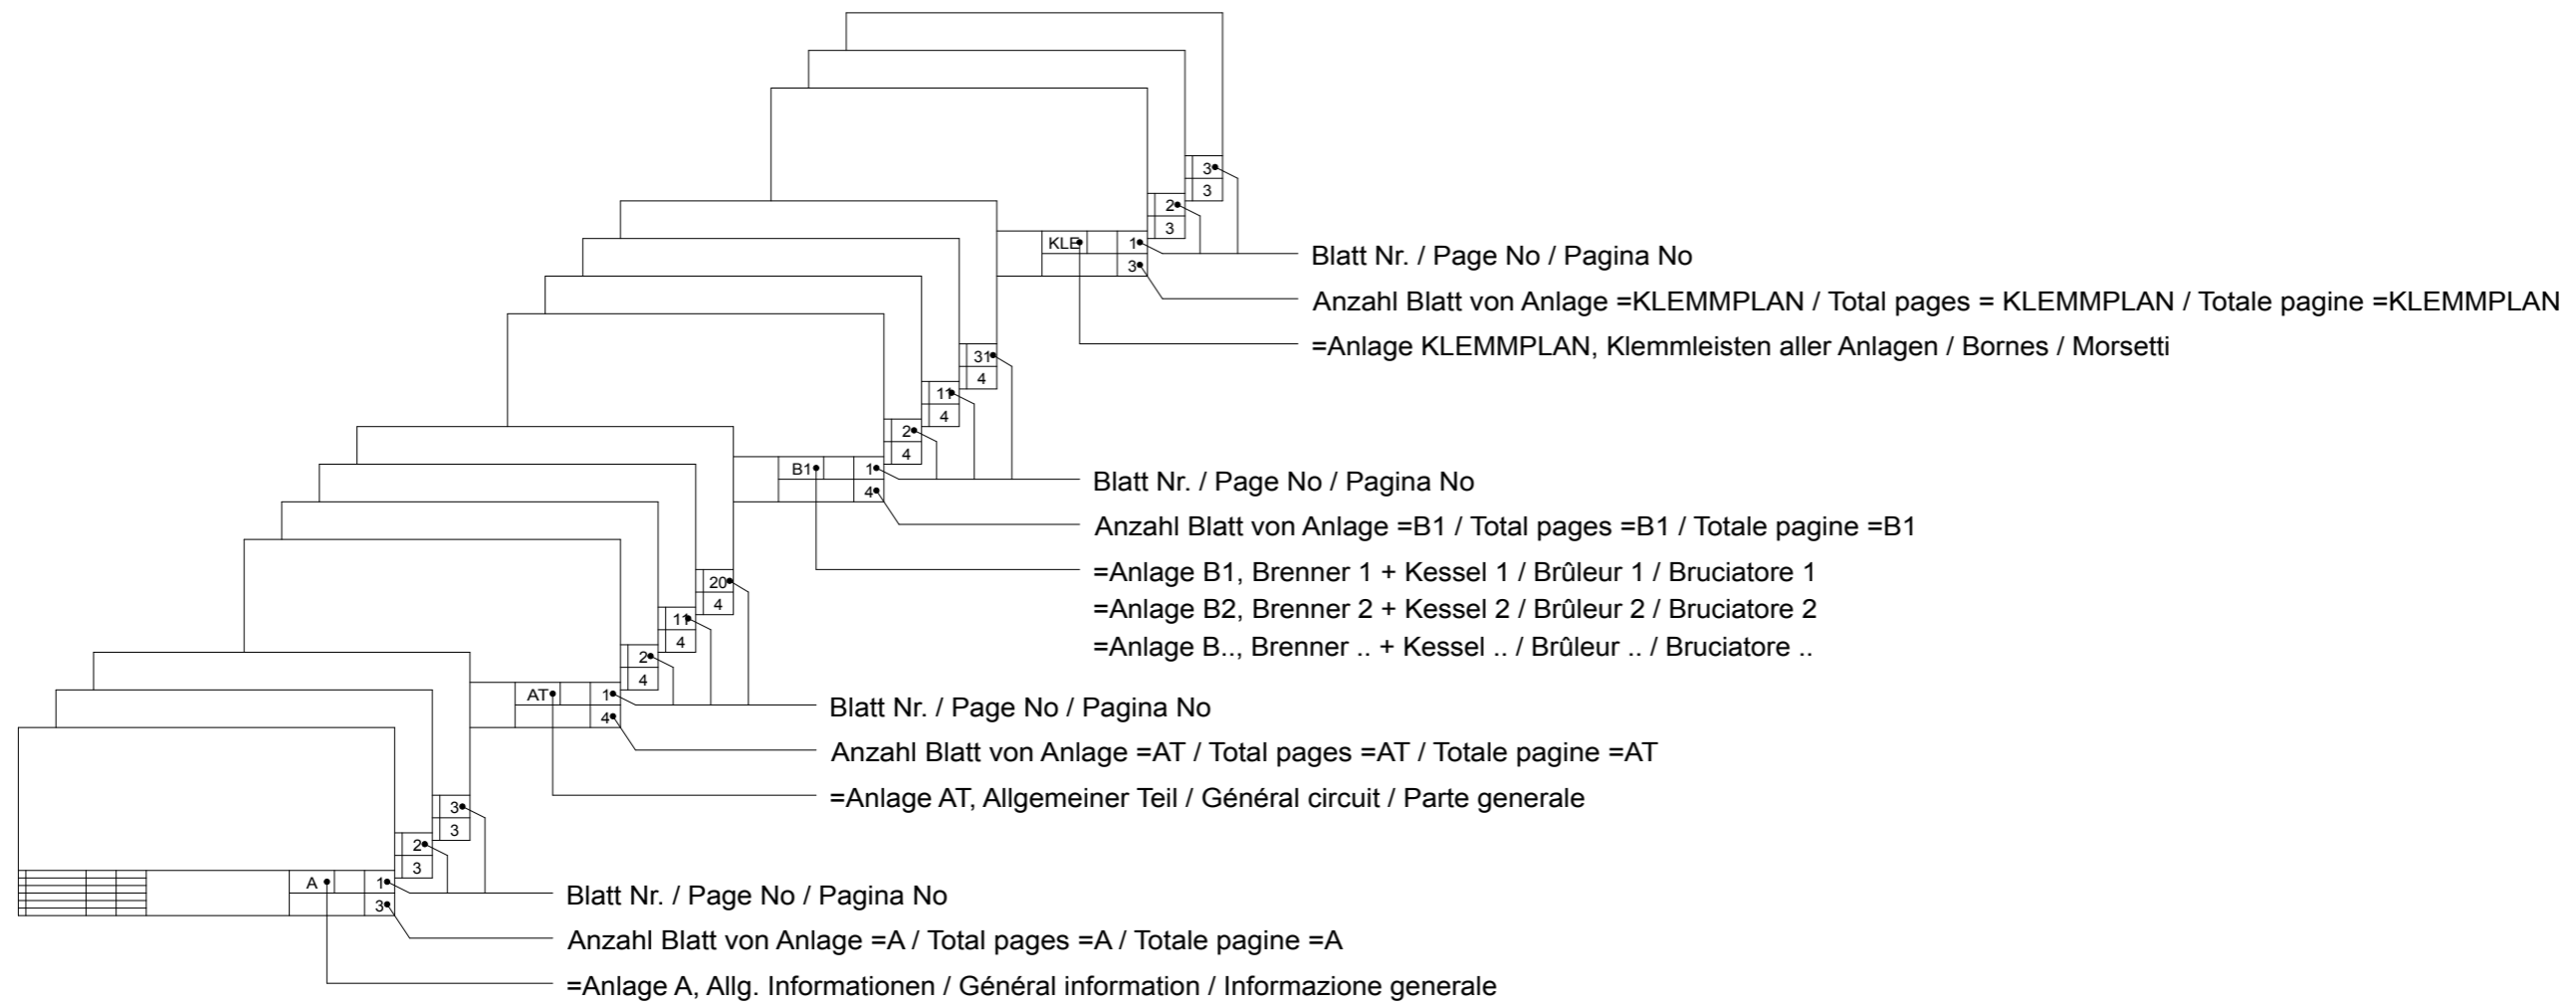 3
3
2
3
KLE 1
Blatt Nr. / Page No / Pagina No
3
Anzahl Blatt von Anlage =KLEMMPLAN / Total pages = KLEMMPLAN / Totale pagine =KLEMMPLAN
=Anlage KLEMMPLAN, Klemmleisten aller Anlagen / Bornes / Morsetti
31
4
11
4
2
4
B1 1
Blatt Nr. / Page No / Pagina No
4
Anzahl Blatt von Anlage =B1 / Total pages =B1 / Totale pagine =B1
=Anlage B1, Brenner 1 + Kessel 1 / Brûleur 1 / Bruciatore 1
=Anlage B2, Brenner 2 + Kessel 2 / Brûleur 2 / Bruciatore 2
=Anlage B.., Brenner .. + Kessel .. / Brûleur .. / Bruciatore ..
20
4
11
4
2
4
AT 1
Blatt Nr. / Page No / Pagina No
4
Anzahl Blatt von Anlage =AT / Total pages =AT / Totale pagine =AT
=Anlage AT, Allgemeiner Teil / Général circuit / Parte generale
3
3
2
3
A 1
Blatt Nr. / Page No / Pagina No
3
Anzahl Blatt von Anlage =A / Total pages =A / Totale pagine =A
=Anlage A, Allg. Informationen / Général information / Informazione generale